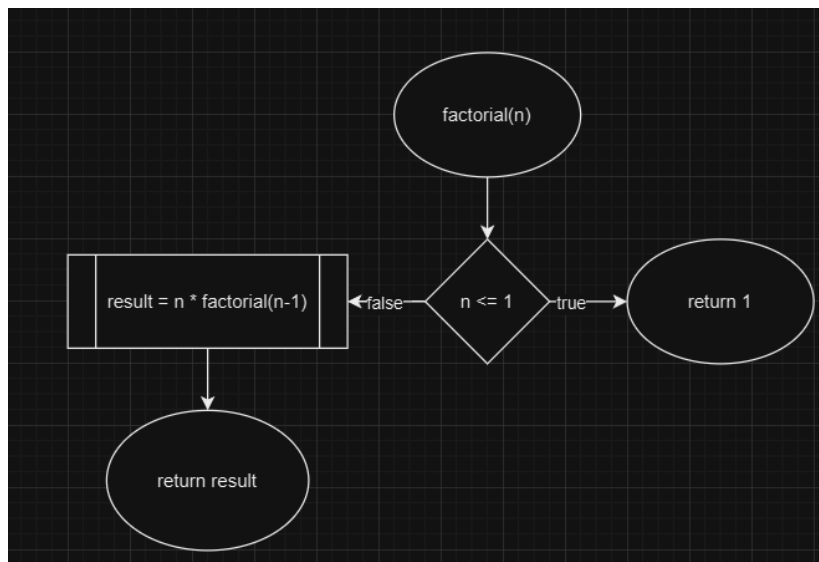 factorial(n)
result = n * factorial(n-1)
false
n <= 1
true
return 1
return result